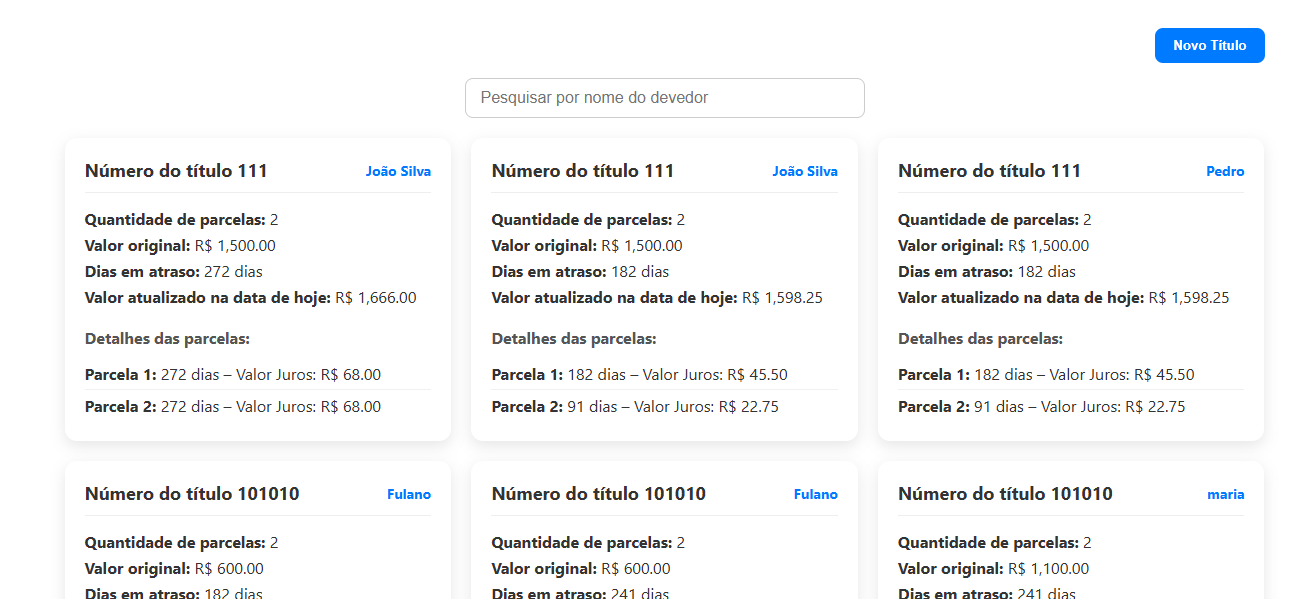 Novo Título
Pesquisar por nome do devedor
Número do título 111 João Silva
Quantidade de parcelas: 2
Valor original: R$ 1,500.00
Dias em atraso: 272 dias
Valor atualizado na data de hoje: R$ 1,666.00
Detalhes das parcelas:
Parcela 1: 272 dias – Valor Juros: R$ 68.00
Parcela 2: 272 dias – Valor Juros: R$ 68.00
Número do título 111 João Silva
Quantidade de parcelas: 2
Valor original: R$ 1,500.00
Dias em atraso: 182 dias
Valor atualizado na data de hoje: R$ 1,598.25
Detalhes das parcelas:
Parcela 1: 182 dias – Valor Juros: R$ 45.50
Parcela 2: 91 dias – Valor Juros: R$ 22.75
Número do título 111 Pedro
Quantidade de parcelas: 2
Valor original: R$ 1,500.00
Dias em atraso: 182 dias
Valor atualizado na data de hoje: R$ 1,598.25
Detalhes das parcelas:
Parcela 1: 182 dias – Valor Juros: R$ 45.50
Parcela 2: 91 dias – Valor Juros: R$ 22.75
Número do título 101010 Fulano
Quantidade de parcelas: 2
Valor original: R$ 600.00
Dias em atraso: 182 dias
Número do título 101010 Fulano
Quantidade de parcelas: 2
Valor original: R$ 600.00
Dias em atraso: 241 dias
Número do título 101010 maria
Quantidade de parcelas: 2
Valor original: R$ 1,100.00
Dias em atraso: 241 dias